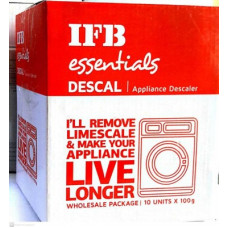 IFB
essentials
DESCAL | Appliance Descaler
I'LL REMOVE
LIMESCALE
& MAKE YOUR
APPLIANCE
LIVE
LONGER
WHOLESALE PACKAGE | 10 UNITS X 100g